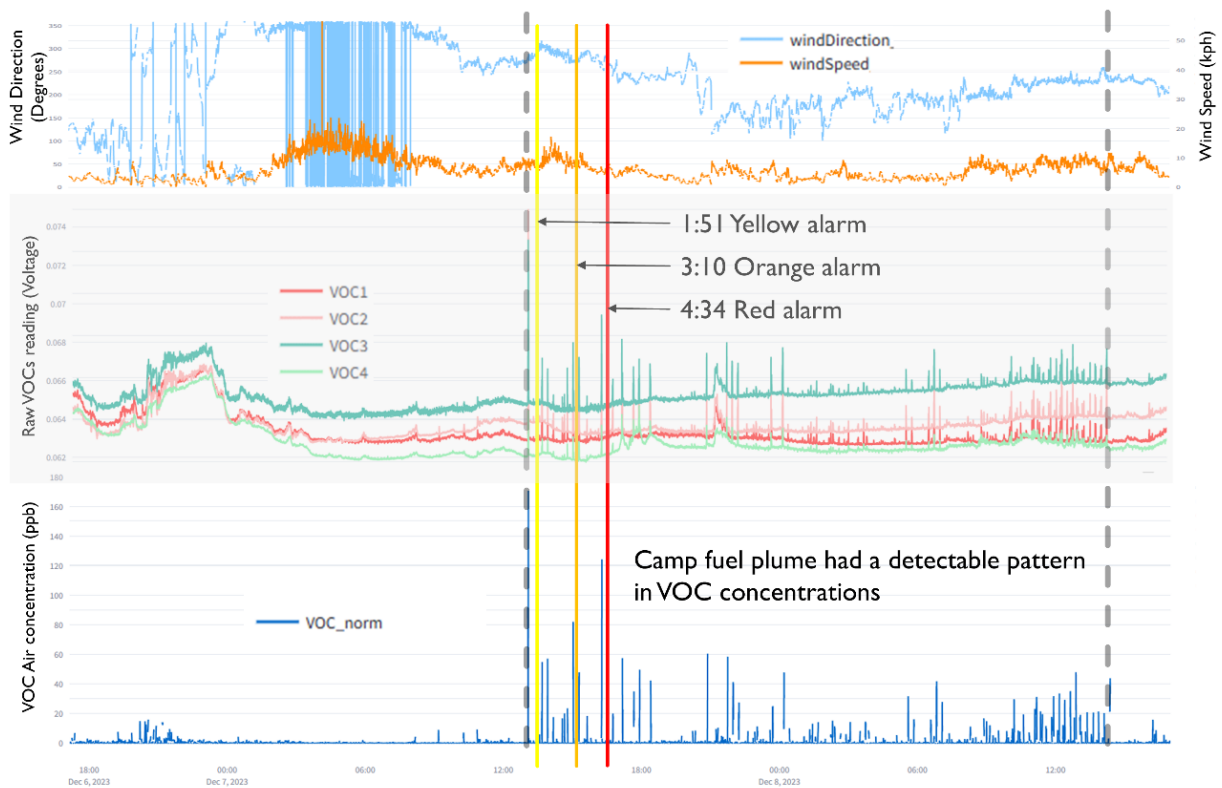 Wind Direction
(Degrees)
350
300
250
200
150
100
50
0
windDirection_
windSpeed
50
40
30
20
10
0
Wind Speed (kph)
Raw VOCs reading (Voltage)
0.074
0.072
0.07
0.068
0.066
0.064
0.062
VOC1
VOC2
VOC3
VOC4
1:51 Yellow alarm
3:10 Orange alarm
4:34 Red alarm
VOC Air concentration (ppb)
180
160
140
120
100
80
60
40
20
0
VOC_norm
Camp fuel plume had a detectable pattern
in VOC concentrations
18:00
00:00
06:00
12:00
18:00
00:00
06:00
12:00
Dec 6, 2023
Dec 7, 2023
Dec 8, 2023